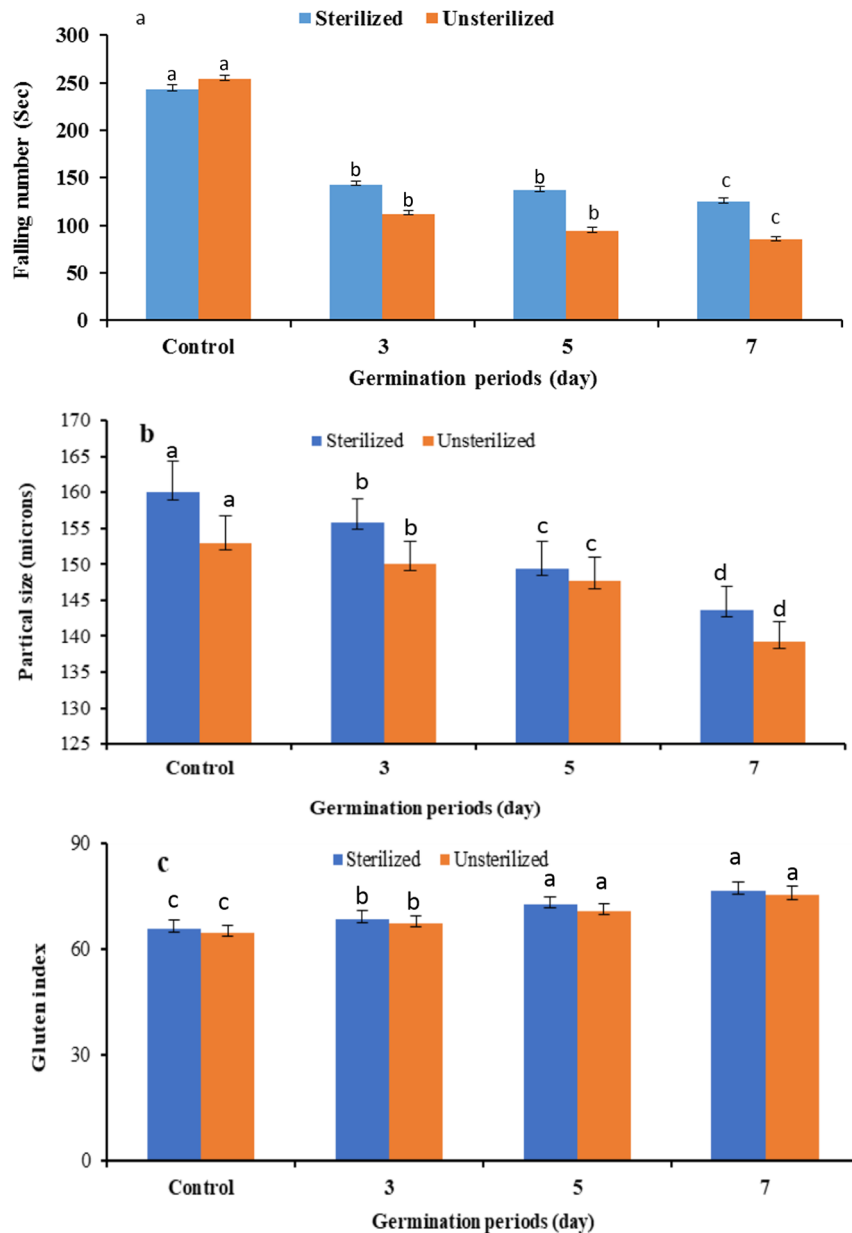 a
Sterilized Unsterilized
300
250
200
150
100
50
0
Falling number (Sec)
a a
b b
b b
c c
Control 3 5 7
Germination periods (day)
b
Sterilized Unsterilized
170
165
160
155
150
145
140
135
130
125
Partical size (microns)
a a
b b
c c
d d
Control 3 5 7
Germination periods (day)
c
Sterilized Unsterilized
90
60
30
0
Gluten index
c c
b b
a a
a a
Control 3 5 7
Germination periods (day)